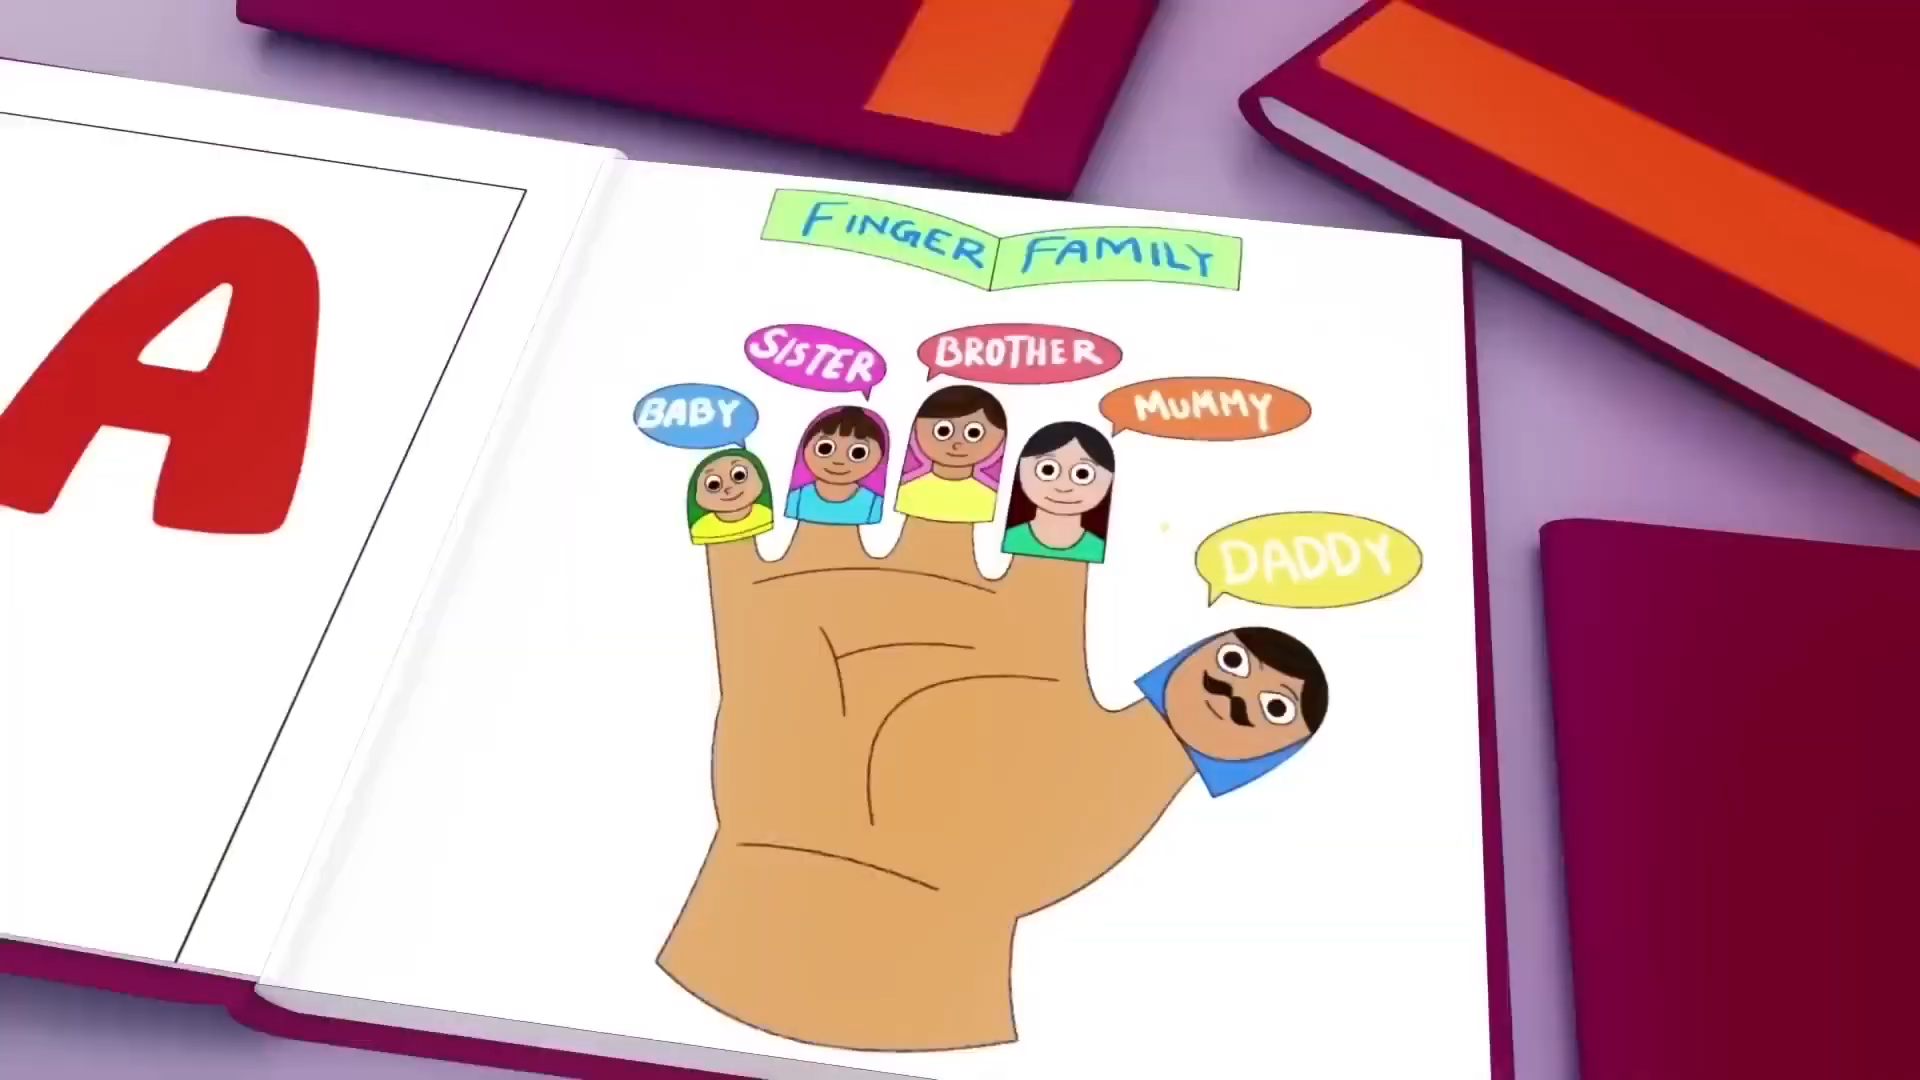 A
FINGER FAMILY
SISTER
BROTHER
BABY
MUMMY
DADDY